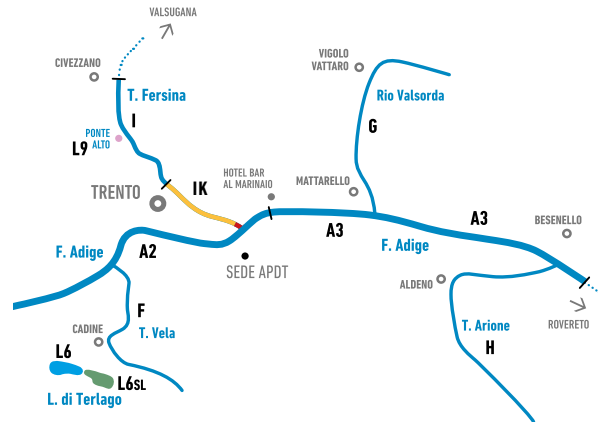 VALSUGANA
CIVEZZANO
T. Fersina
I
PONTE
ALTO
L9
VIGOLO
VATTARO
Rio Valsorda
G
TRENTO
IK
HOTEL BAR
AL MARINAIO
MATTARELLO
A3
A3
F. Adige
BESENELLO
F. Adige
A2
SEDE APDT
ALDENO
ROVERETO
F
T. Vela
CADINE
T. Arione
H
L6
L6SL
L. di Terlago